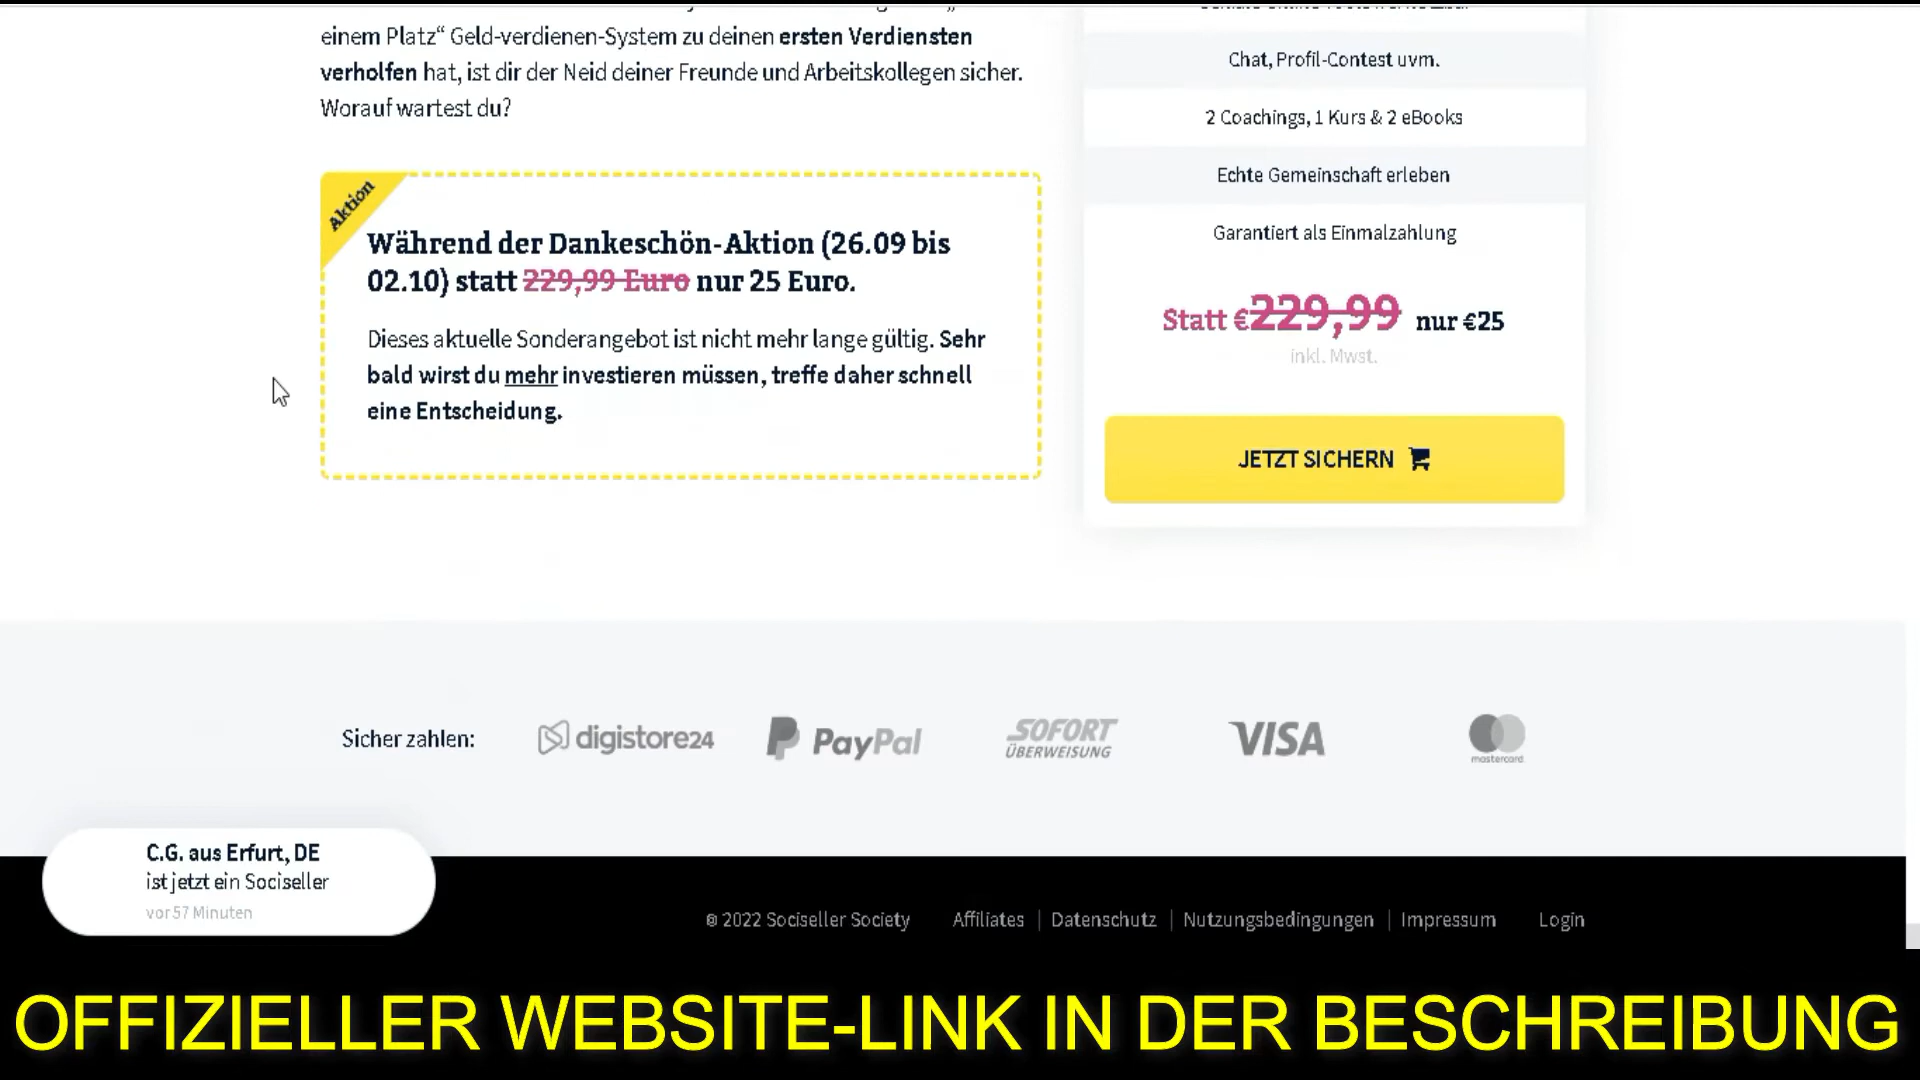 einem Platz“ Geld-verdienen-System zu deinen ersten Verdiensten
verholfen hat, ist dir der Neid deiner Freunde und Arbeitskollegen sicher.
Worauf wartest du?
Aktion
Während der Dankeschön-Aktion (26.09 bis
02.10) statt 229,99 Euro nur 25 Euro.
Dieses aktuelle Sonderangebot ist nicht mehr lange gültig. Sehr
bald wirst du mehr investieren müssen, treffe daher schnell
eine Entscheidung.
Chat, Profil-Contest uvm.
2 Coachings, 1 Kurs & 2 eBooks
Echte Gemeinschaft erleben
Garantiert als Einmalzahlung
Statt €229,99 nur €25
inkl. Mwst.
JETZT SICHERN
Sicher zahlen:
digistore24
PayPal
SOFORT
ÜBERWEISUNG
VISA
mastercard
C.G. aus Erfurt, DE
ist jetzt ein Sociseller
vor 57 Minuten
© 2022 Sociseller Society Affiliates | Datenschutz | Nutzungsbedingungen | Impressum Login
OFFIZIELLER WEBSITE-LINK IN DER BESCHREIBUNG